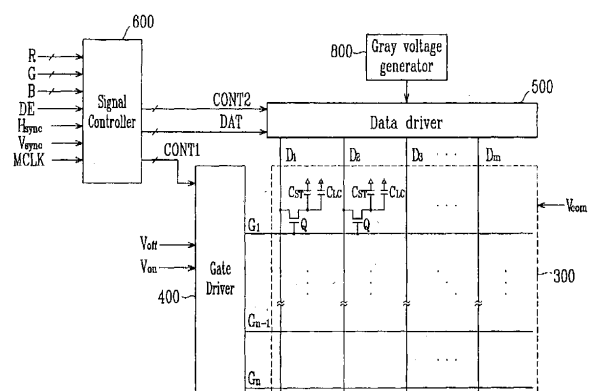 600
R
G
B
DE
Hsync
Vsync
MCLK
Signal
Controller
800
Gray voltage
generator
500
CONT2
DAT
Data driver
CONT1
D1 D2 D3 ... Dm
CST CLC CST CLC
Vcom
G1 Q Q
Voff
Von
400
Gate
Driver
300
Gn-1
Gn